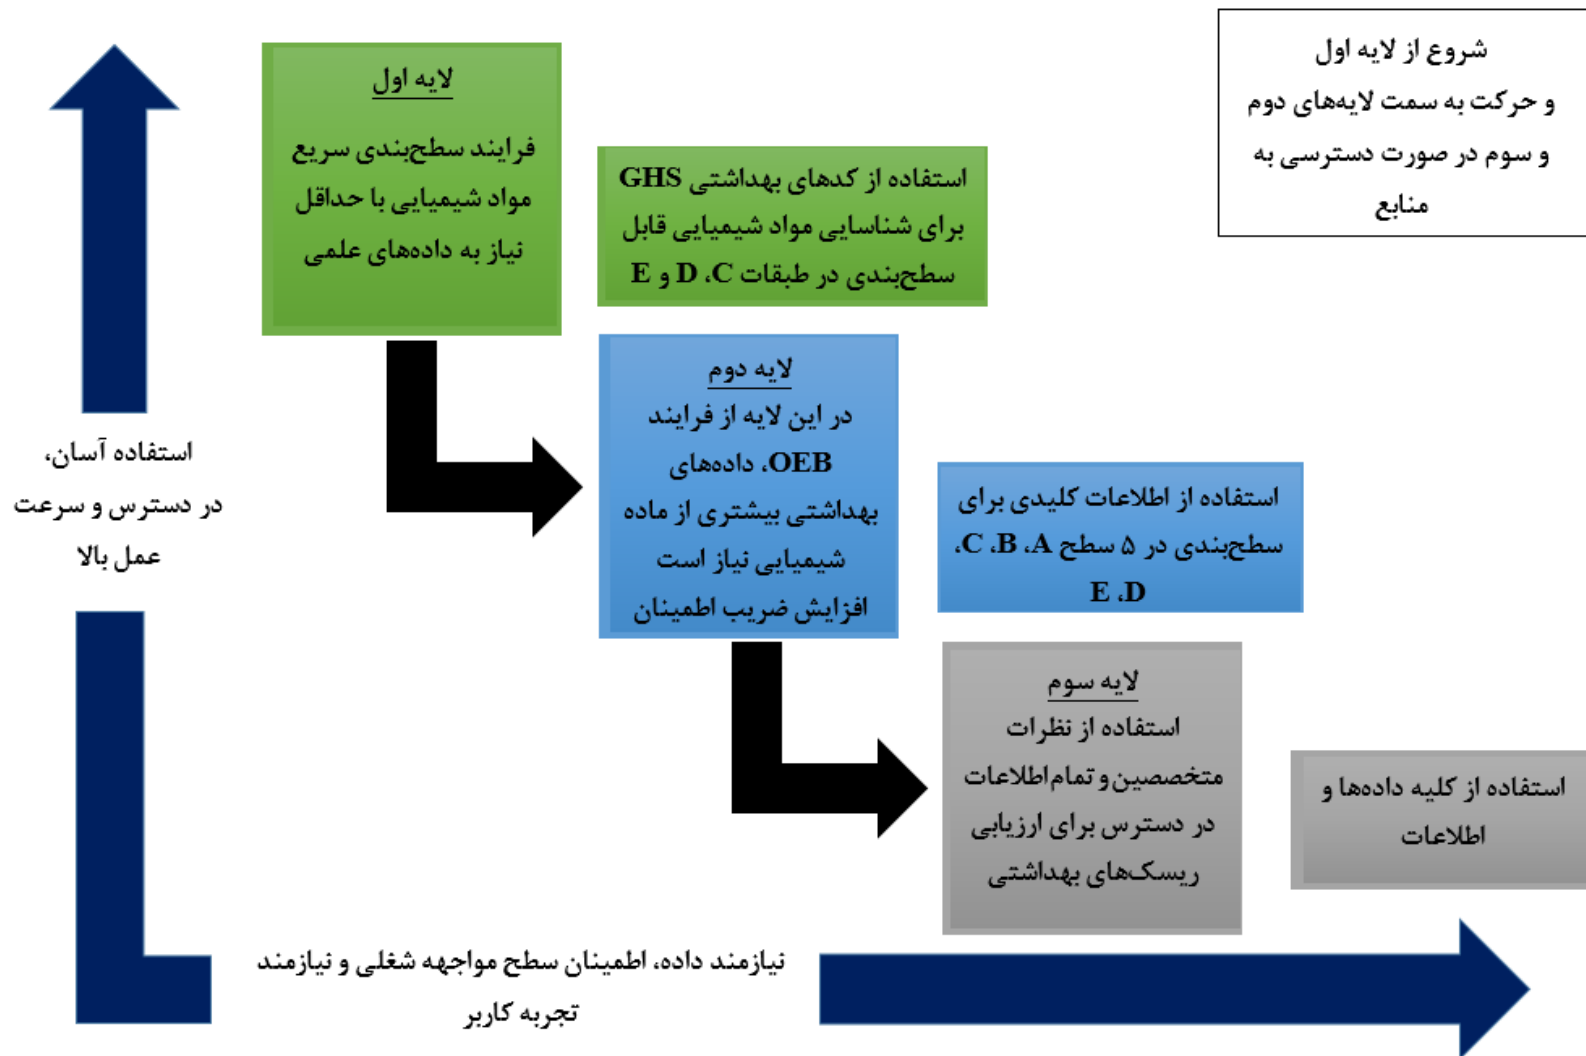 شروع از لایه اول
و حرکت به سمت لایه‌های دوم
و سوم در صورت دسترسی به
منابع
لایه اول
فرایند سطح‌بندی سریع
مواد شیمیایی با حداقل
نیاز به داده‌های علمی
استفاده از کدهای بهداشتی GHS
برای شناسایی مواد شیمیایی قابل
سطح‌بندی در طبقات C، D و E
لایه دوم
در این لایه از فرایند
OEB، داده‌های
بهداشتی بیشتری از ماده
شیمیایی نیاز است
افزایش ضریب اطمینان
استفاده از اطلاعات کلیدی برای
سطح‌بندی در ۵ سطح A، B، C،
D، E
لایه سوم
استفاده از نظرات
متخصصین و تمام اطلاعات
در دسترس برای ارزیابی
ریسک‌های بهداشتی
استفاده از کلیه داده‌ها و
اطلاعات
استفاده آسان،
در دسترس و سرعت
عمل بالا
نیازمند داده، اطمینان سطح مواجهه شغلی و نیازمند
تجربه کاربر